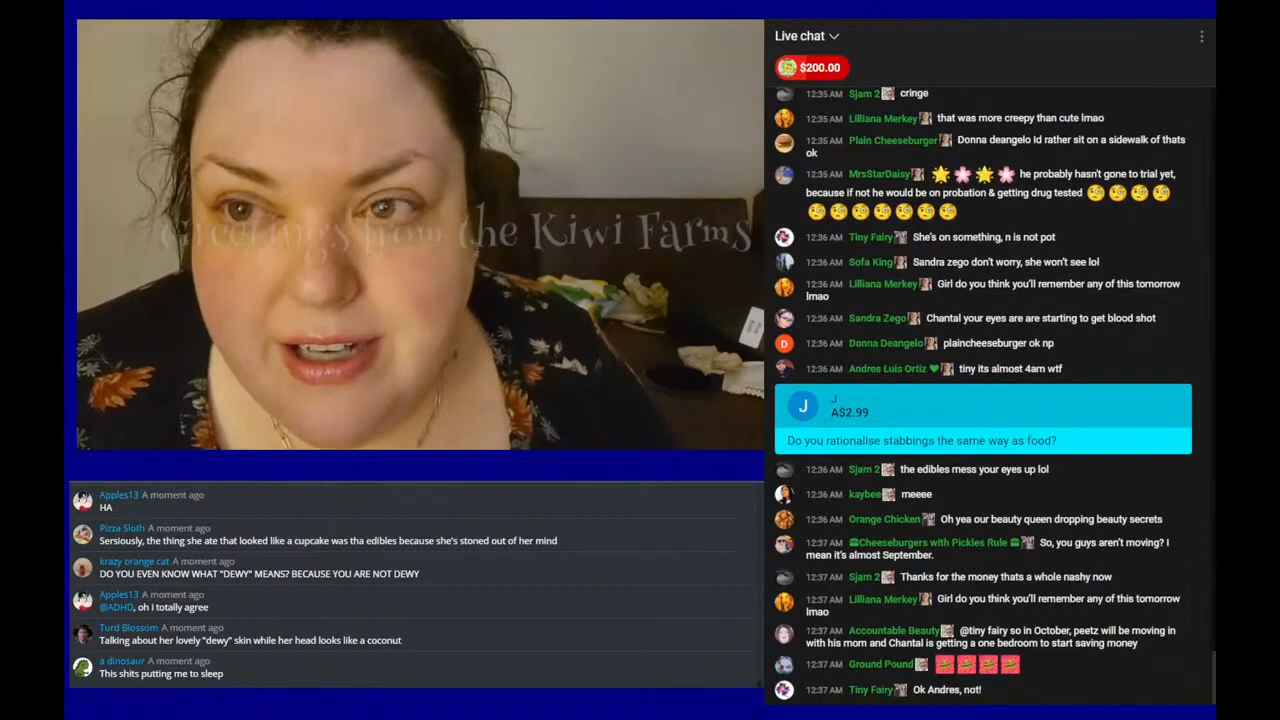 Greetings from the Kiwi Farms
Apples13 A moment ago
HA
Pizza Sloth A moment ago
Sersiously, the thing she ate that looked like a cupcake was tha edibles because she's stoned out of her mind
krazy orange cat A moment ago
DO YOU EVEN KNOW WHAT "DEWY" MEANS? BECAUSE YOU ARE NOT DEWY
Apples13 A moment ago
@ADHD, oh i totally agree
Turd Blossom A moment ago
Talking about her lovely "dewy" skin while her head looks like a coconut
a dinosaur A moment ago
This shits putting me to sleep
Live chat
$200.00
12:35 AM Sjam 2 cringe
12:35 AM Lilliana Merkey that was more creepy than cute lmao
12:35 AM Plain Cheeseburger Donna deangelo Id rather sit on a sidewalk of thats
ok
12:35 AM MrsStarDaisy he probably hasn't gone to trial yet,
because if not he would be on probation & getting drug tested
12:36 AM Tiny Fairy She's on something, n is not pot
12:36 AM Sofa King Sandra zego don't worry, she won't see lol
12:36 AM Lilliana Merkey Girl do you think you'll remember any of this tomorrow
lmao
12:36 AM Sandra Zego Chantal your eyes are are starting to get blood shot
D
12:36 AM Donna Deangelo plaincheeseburger ok np
12:36 AM Andres Luis Ortiz tiny its almost 4am wtf
J
J
A$2.99
Do you rationalise stabbings the same way as food?
12:36 AM Sjam 2 the edibles mess your eyes up lol
12:36 AM kaybee meeee
12:36 AM Orange Chicken Oh yea our beauty queen dropping beauty secrets
12:37 AM Cheeseburgers with Pickles Rule So, you guys aren't moving? I
mean it's almost September.
12:37 AM Sjam 2 Thanks for the money thats a whole nashy now
12:37 AM Lilliana Merkey Girl do you think you'll remember any of this tomorrow
lmao
12:37 AM Accountable Beauty @tiny fairy so in October, peetz will be moving in
with his mom and Chantal is getting a one bedroom to start saving money
12:37 AM Ground Pound
12:37 AM Tiny Fairy Ok Andres, not!